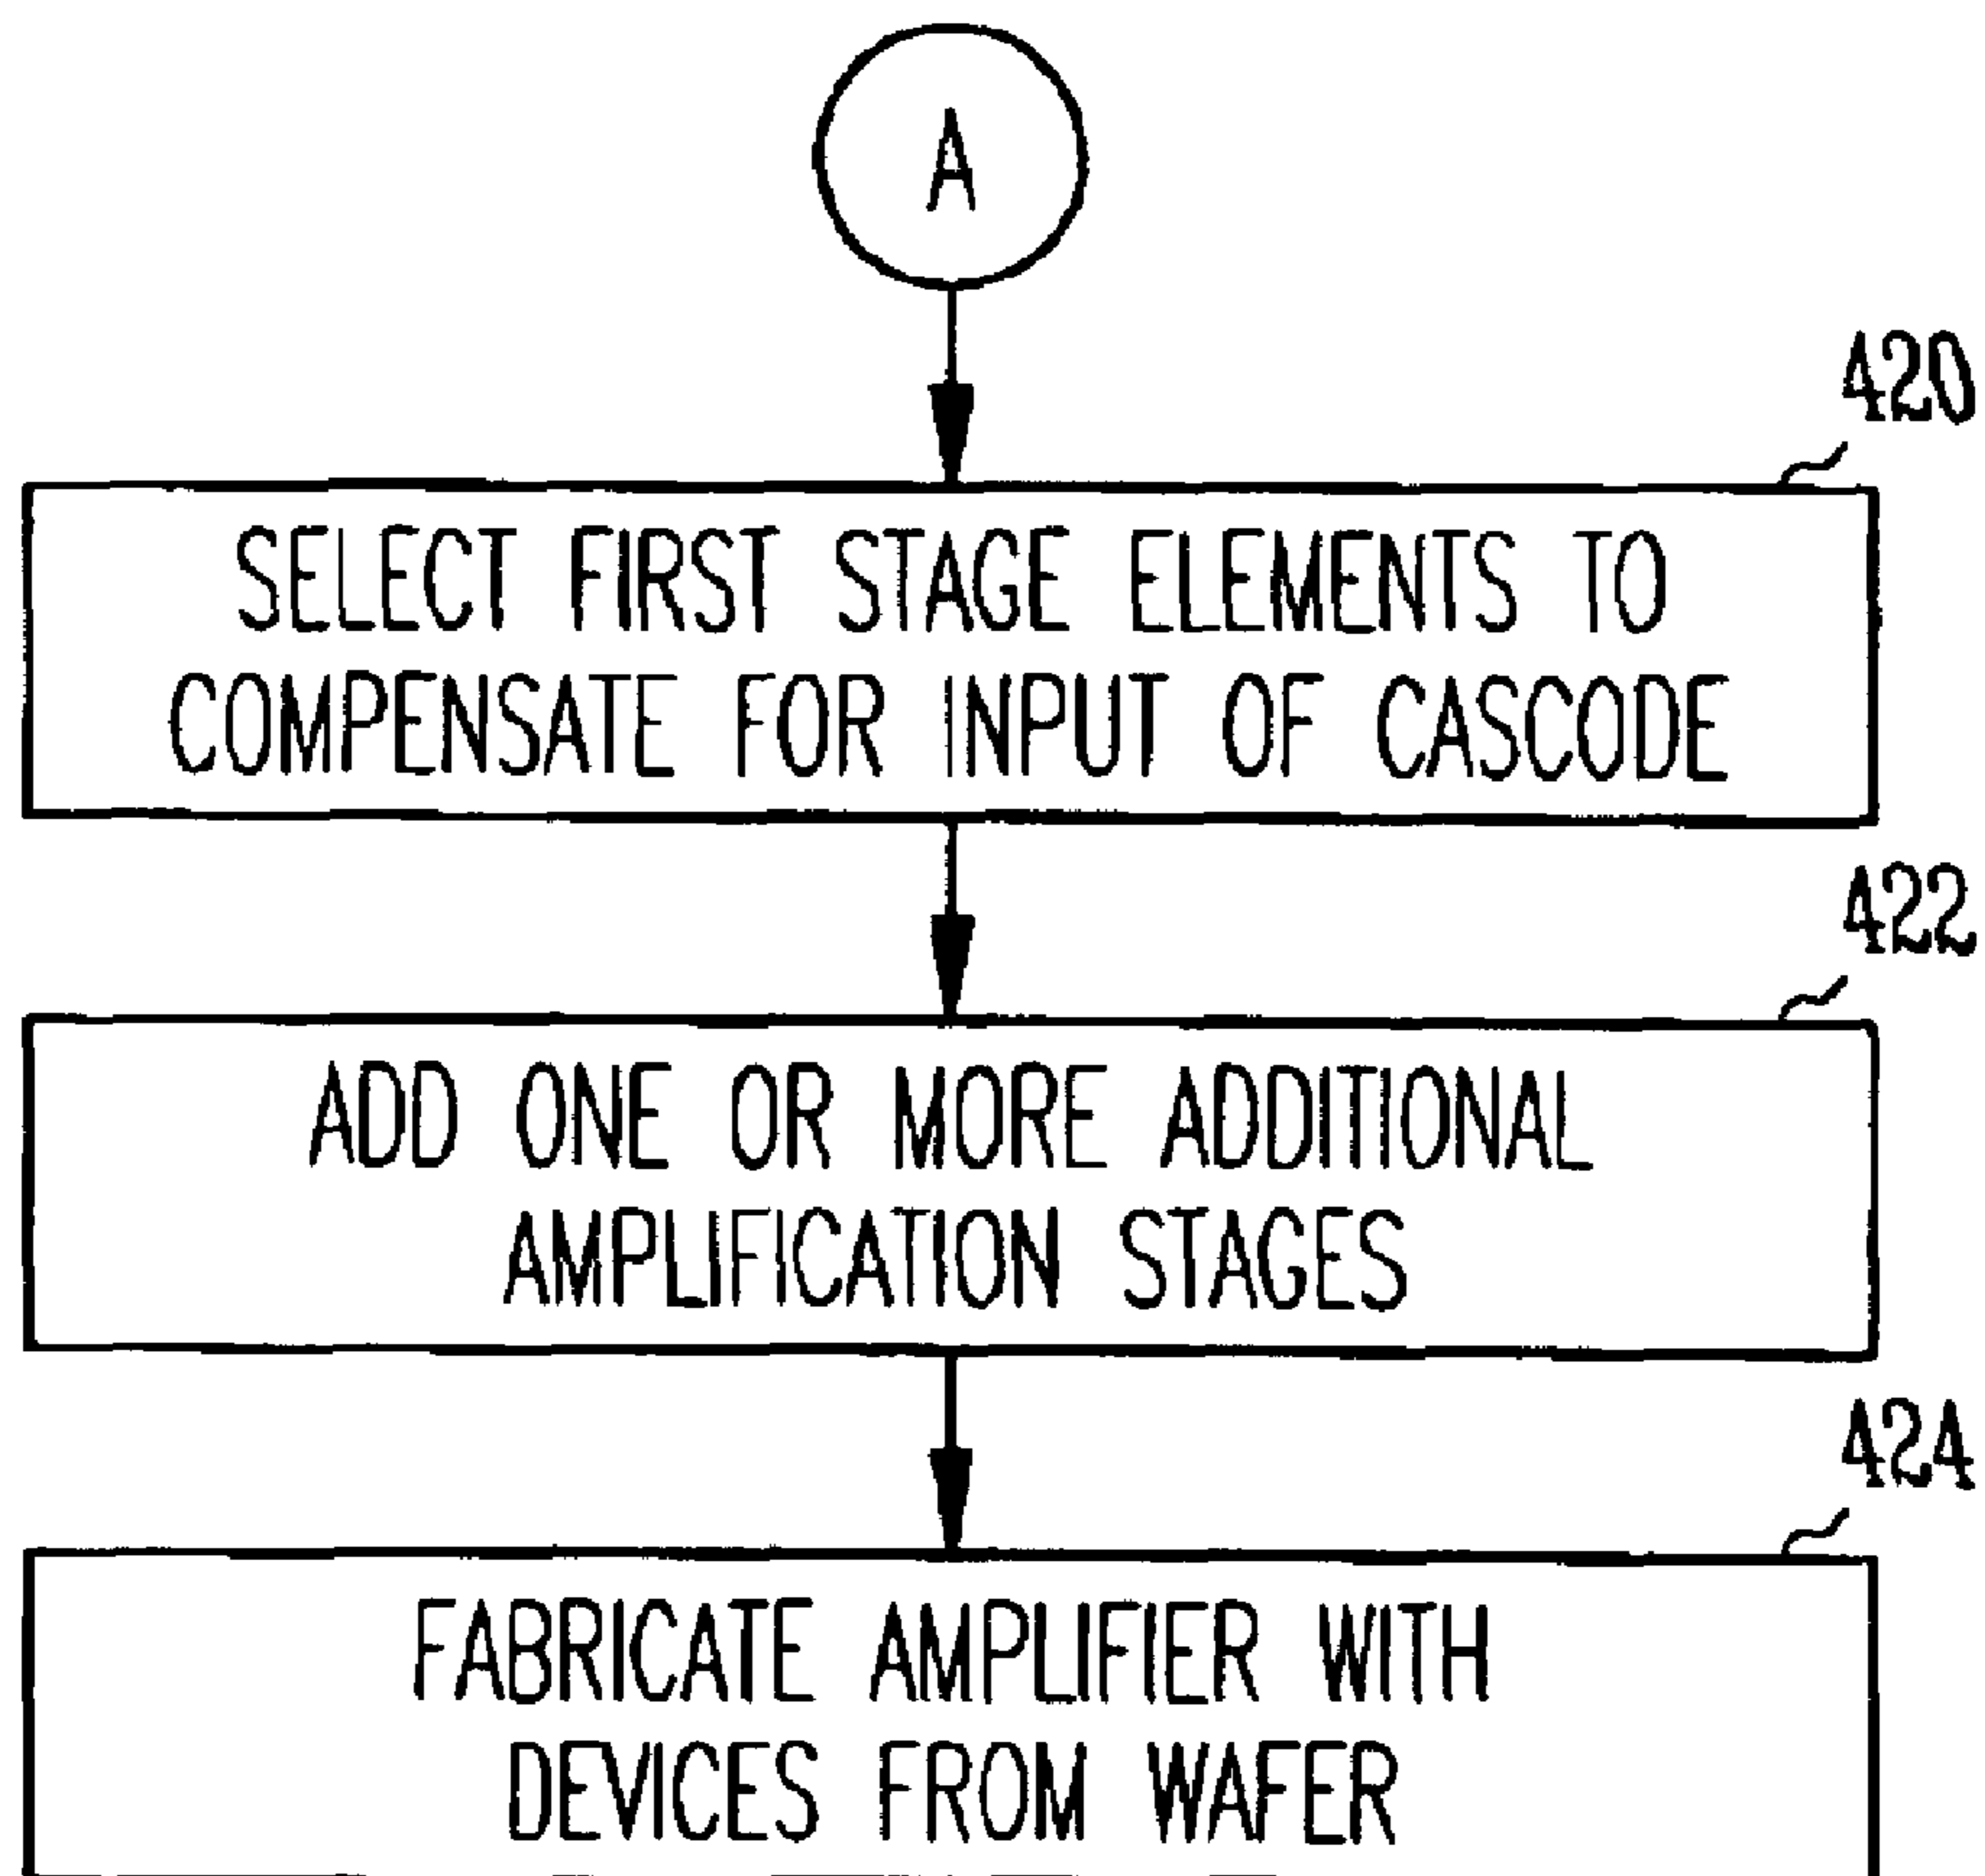 A
420
SELECT FIRST STAGE ELEMENTS TO
COMPENSATE FOR INPUT OF CASCODE
422
ADD ONE OR MORE ADDITIONAL
AMPLIFICATION STAGES
424
FABRICATE AMPLIFIER WITH
DEVICES FROM WAFER